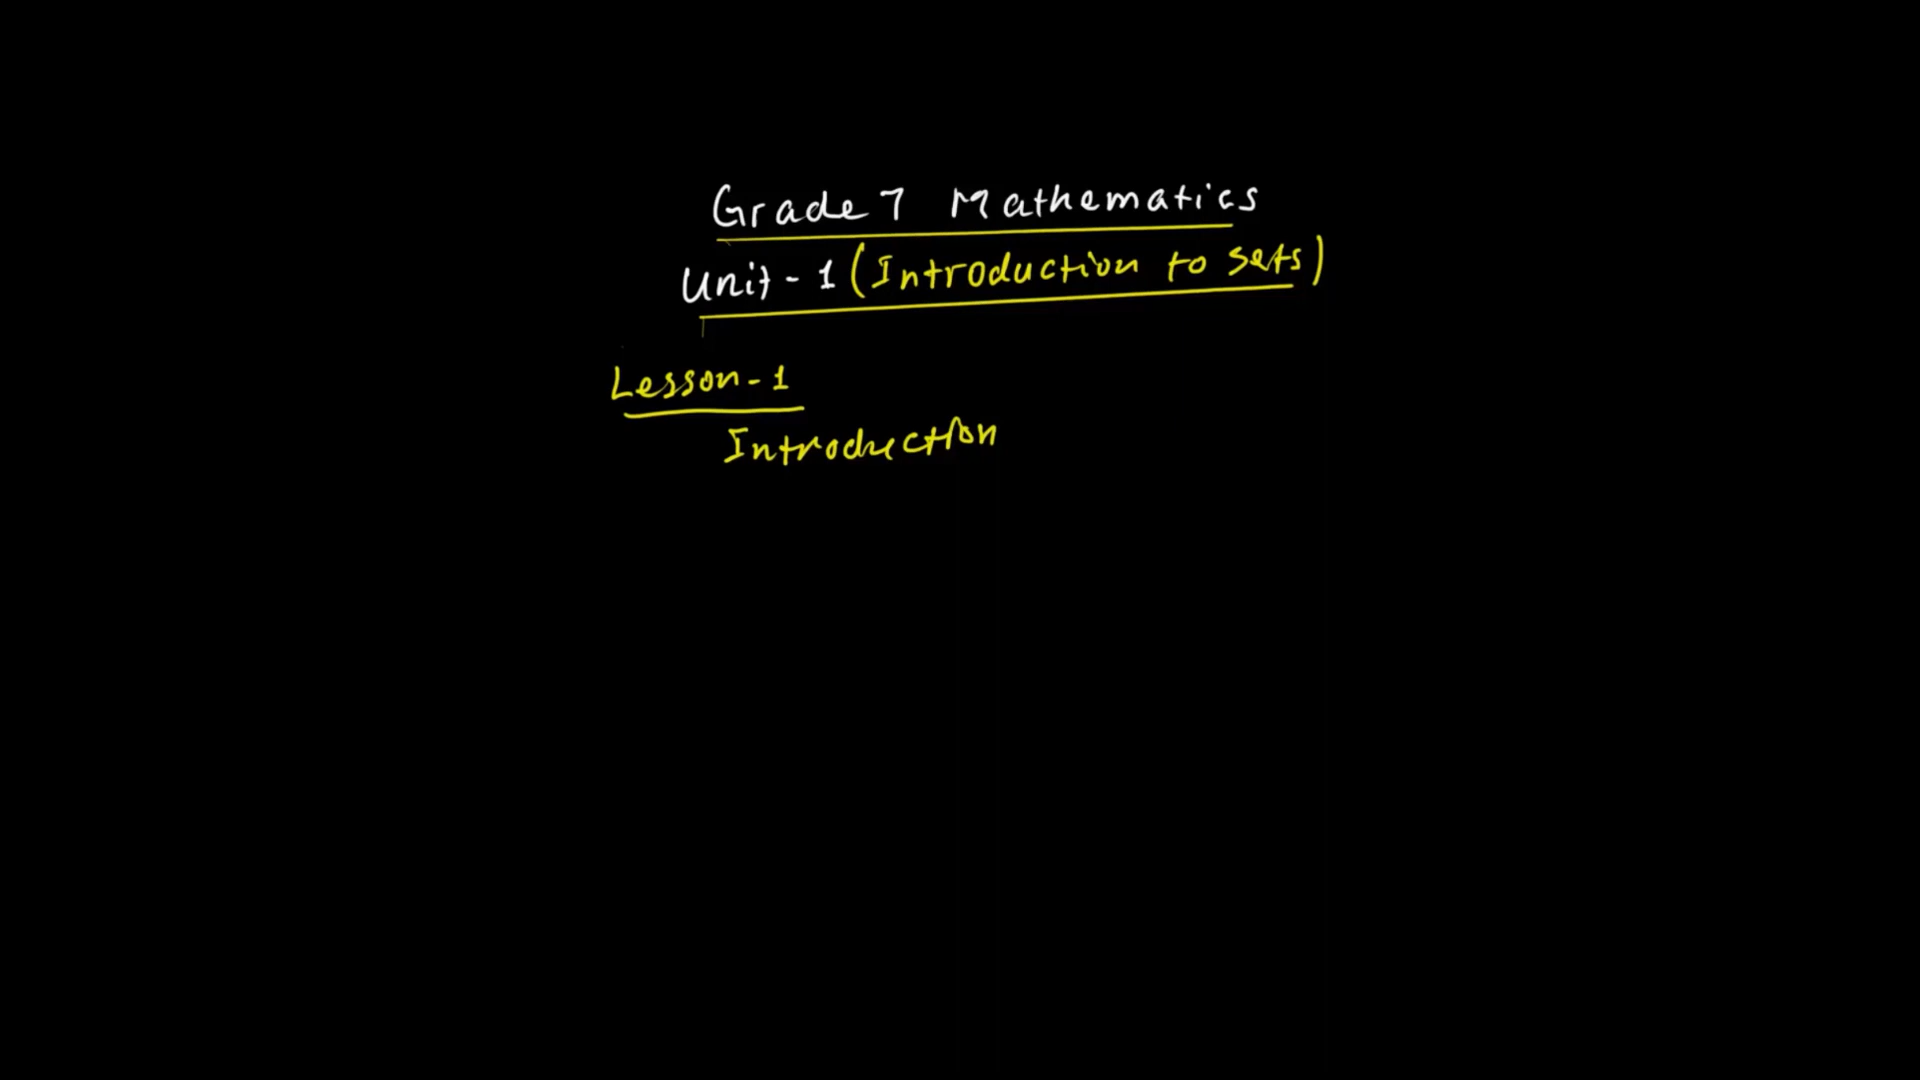 Grade 7 Mathematics
Unit - 1 (Introduction to sets)
Lesson - 1
Introduction